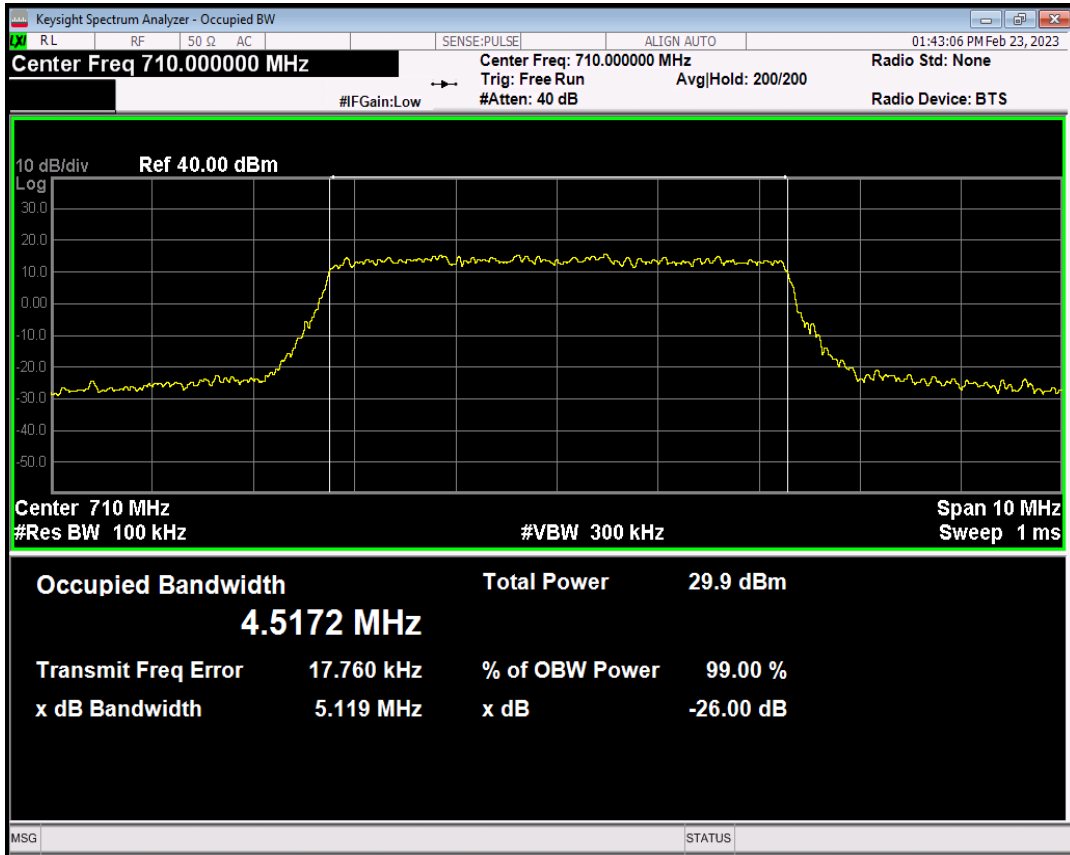 Keysight Spectrum Analyzer - Occupied BW
LXI RL RF 50 Ω AC SENSE:PULSE ALIGN AUTO 01:43:06 PM Feb 23, 2023
Center Freq 710.000000 MHz Center Freq: 710.000000 MHz Radio Std: None
Trig: Free Run Avg|Hold: 200/200
#IFGain:Low #Atten: 40 dB Radio Device: BTS
10 dB/div Ref 40.00 dBm
Log
30.0
20.0
10.0
0.00
-10.0
-20.0
-30.0
-40.0
-50.0
Center 710 MHz Span 10 MHz
#Res BW 100 kHz #VBW 300 kHz Sweep 1 ms
Occupied Bandwidth Total Power 29.9 dBm
4.5172 MHz
Transmit Freq Error 17.760 kHz % of OBW Power 99.00 %
x dB Bandwidth 5.119 MHz x dB -26.00 dB
MSG STATUS